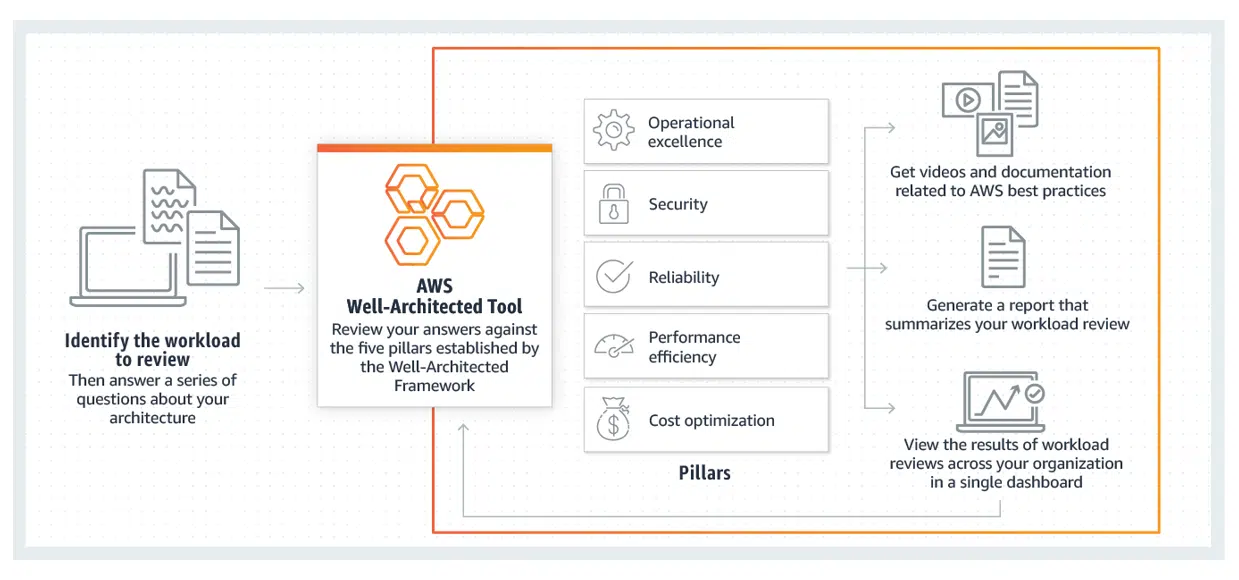 Identify the workload
to review
Then answer a series of
questions about your
architecture
AWS
Well-Architected Tool
Review your answers against
the five pillars established by
the Well-Architected
Framework
Operational
excellence
Security
Reliability
Performance
efficiency
Cost optimization
Pillars
Get videos and documentation
related to AWS best practices
Generate a report that
summarizes your workload review
View the results of workload
reviews across your organization
in a single dashboard